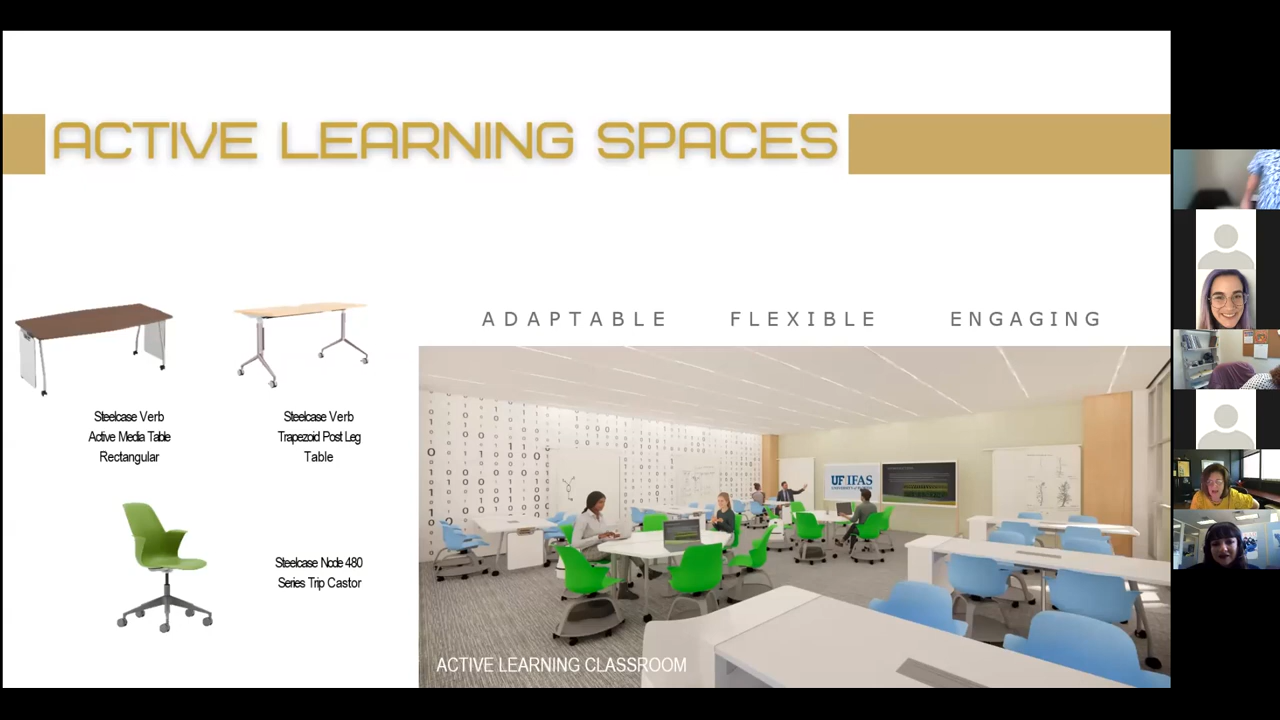 ACTIVE LEARNING SPACES
ADAPTABLE FLEXIBLE ENGAGING
Steelcase Verb
Active Media Table
Rectangular
Steelcase Verb
Trapezoid Post Leg
Table
Steelcase Node 480
Series Trip Castor
UF IFAS
ACTIVE LEARNING CLASSROOM